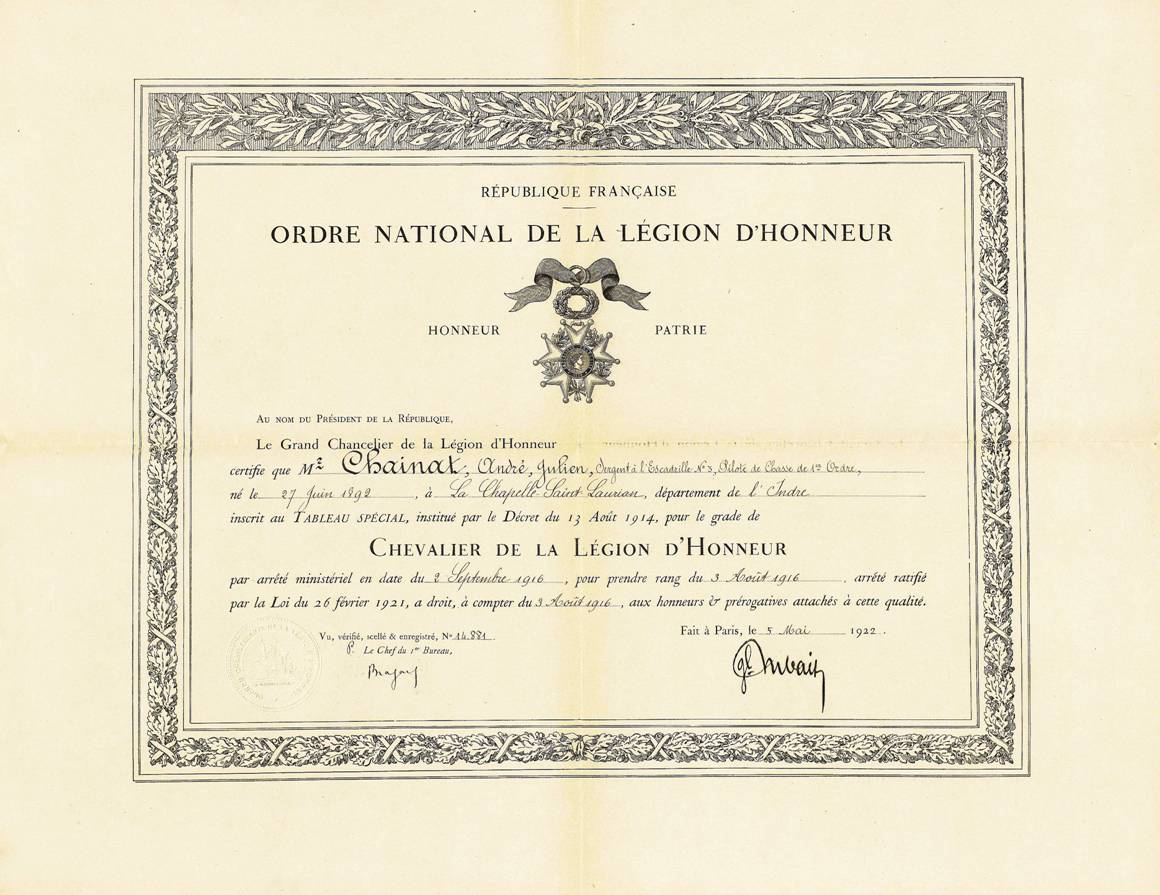 RÉPUBLIQUE FRANÇAISE
ORDRE NATIONAL DE LA LÉGION D'HONNEUR
HONNEUR PATRIE
AU NOM DU PRÉSIDENT DE LA RÉPUBLIQUE,
Le Grand Chancelier de la Légion d'Honneur
certifie que Mr Chainat, André, Julien, Sergent à l'Escadrille No 3, Pilote de Chasse de 1er Ordre,
né le 27 Juin 1892, à La Chapelle-Saint-Laurian, département de l'Indre
inscrit au TABLEAU SPÉCIAL, institué par le Décret du 13 Août 1914, pour le grade de
CHEVALIER DE LA LÉGION D'HONNEUR
par arrêté ministériel en date du 2 Septembre 1916, pour prendre rang du 3 Août 1916, arrêté ratifié
par la Loi du 26 février 1921, a droit, à compter du 3 Août 1916, aux honneurs & prérogatives attachés à cette qualité.
Vu, vérifié, scellé & enregistré, No 14.881.
P. Le Chef du 1er Bureau,
Fait à Paris, le 5 Mai 1922.